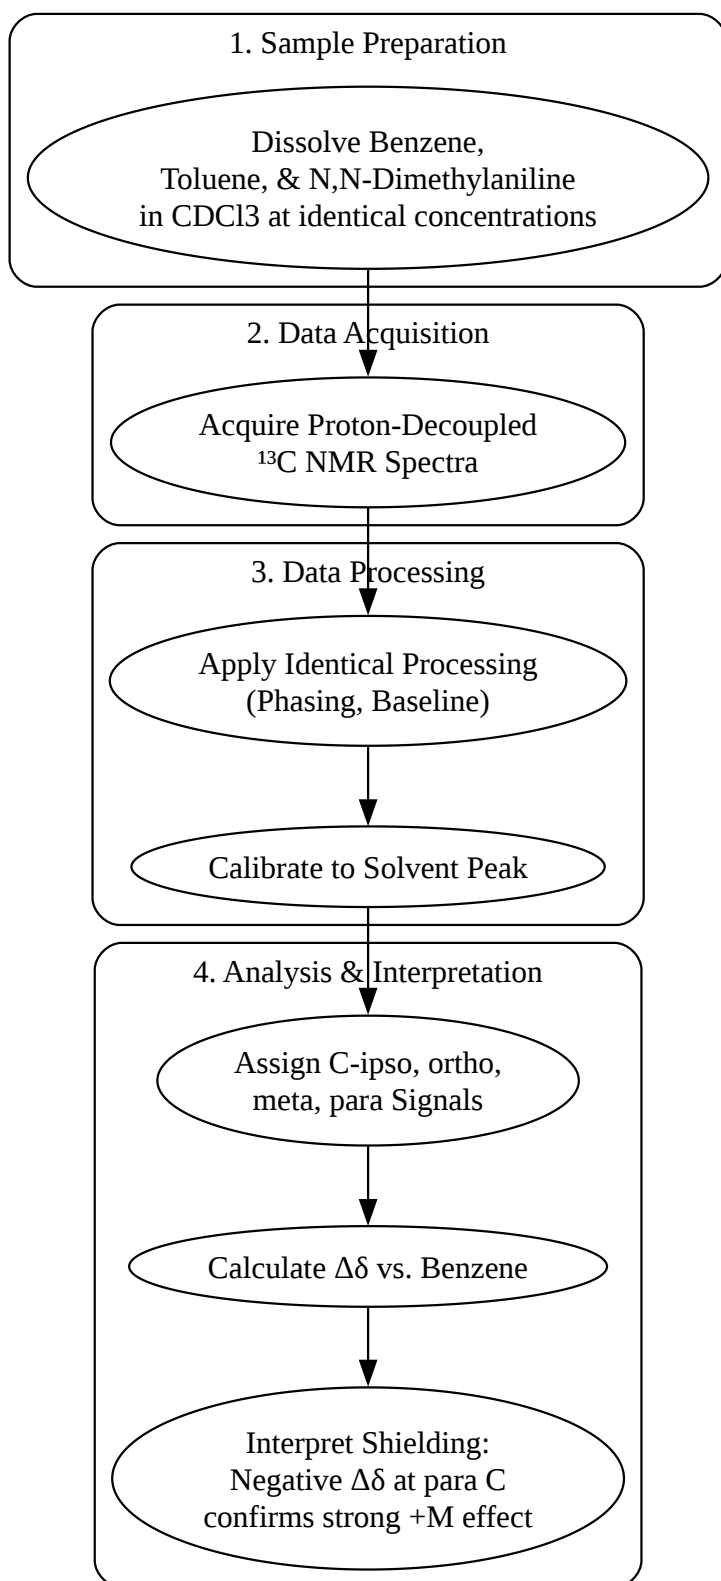 1. Sample Preparation
Dissolve Benzene,
Toluene, & N,N-Dimethylaniline
in CDCl3 at identical concentrations
2. Data Acquisition
Acquire Proton-Decoupled
¹³C NMR Spectra
3. Data Processing
Apply Identical Processing
(Phasing, Baseline)
Calibrate to Solvent Peak
4. Analysis & Interpretation
Assign C-ipso, ortho,
meta, para Signals
Calculate Δδ vs. Benzene
Interpret Shielding:
Negative Δδ at para C
confirms strong +M effect